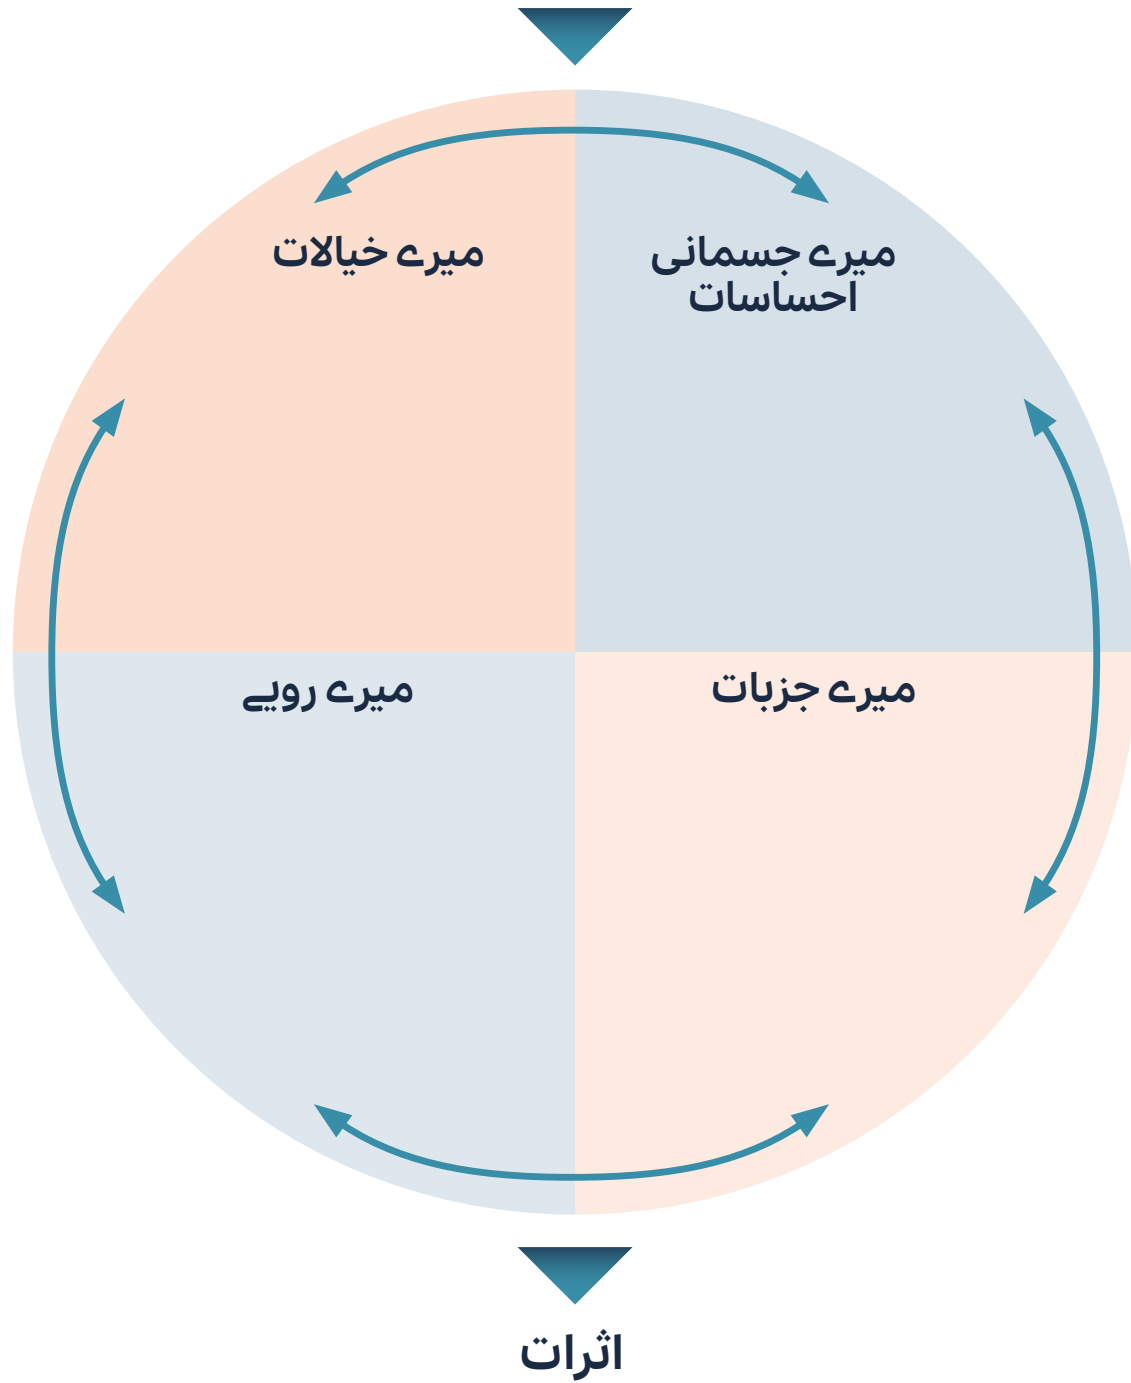 میرے جسمانی
احساسات
میرے خیالات
میرے جزبات
میرے رویے
اثرات